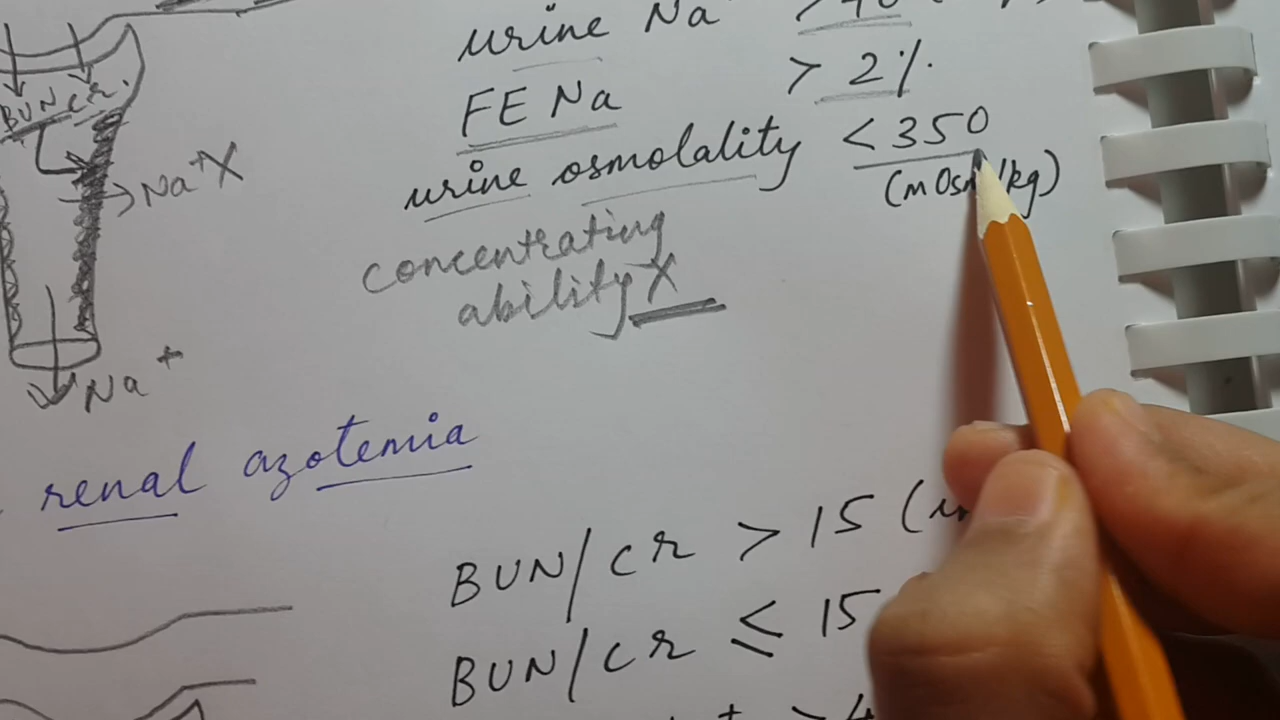 urine Na >40
FE Na > 2%
urine osmolality < 350
(mOsm/kg)
concentrating
ability X
BUN Cr.
Na+ X
Na+
renal azotemia
BUN/Cr > 15
BUN/Cr ≤ 15